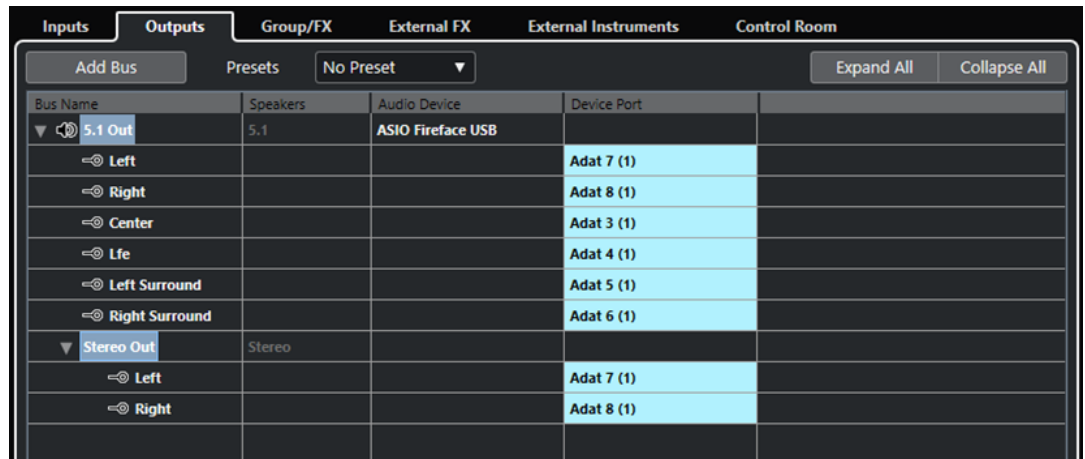 Inputs Outputs Group/FX External FX External Instruments Control Room
Add Bus Presets No Preset Expand All Collapse All
Bus Name Speakers Audio Device Device Port
5.1 Out 5.1 ASIO Fireface USB
Left Adat 7 (1)
Right Adat 8 (1)
Center Adat 3 (1)
Lfe Adat 4 (1)
Left Surround Adat 5 (1)
Right Surround Adat 6 (1)
Stereo Out Stereo
Left Adat 7 (1)
Right Adat 8 (1)